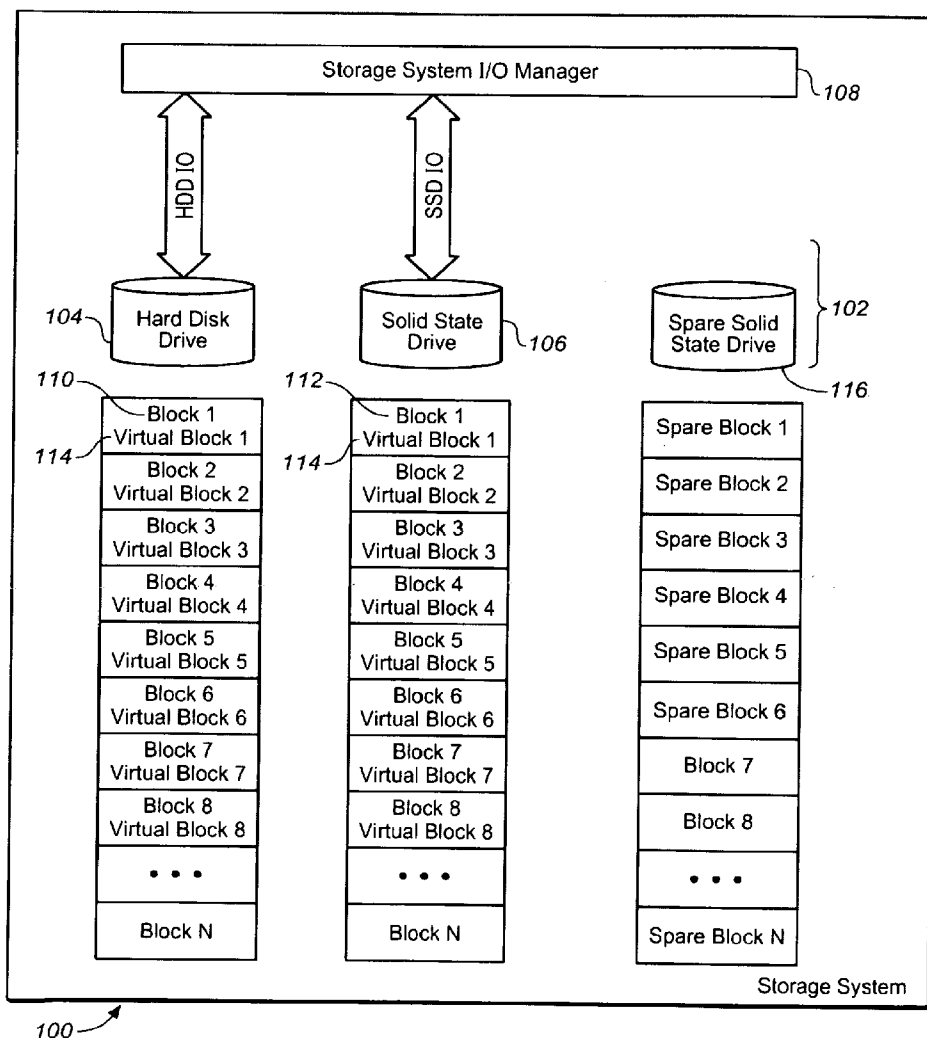 Storage System I/O Manager
108
HDD IO
SSD IO
104
Hard Disk
Drive
Solid State
Drive
106
Spare Solid
State Drive
102
116
110
112
114
114
Block 1
Virtual Block 1
Block 2
Virtual Block 2
Block 3
Virtual Block 3
Block 4
Virtual Block 4
Block 5
Virtual Block 5
Block 6
Virtual Block 6
Block 7
Virtual Block 7
Block 8
Virtual Block 8
• • •
Block N
Block 1
Virtual Block 1
Block 2
Virtual Block 2
Block 3
Virtual Block 3
Block 4
Virtual Block 4
Block 5
Virtual Block 5
Block 6
Virtual Block 6
Block 7
Virtual Block 7
Block 8
Virtual Block 8
• • •
Block N
Spare Block 1
Spare Block 2
Spare Block 3
Spare Block 4
Spare Block 5
Spare Block 6
Block 7
Block 8
• • •
Spare Block N
Storage System
100